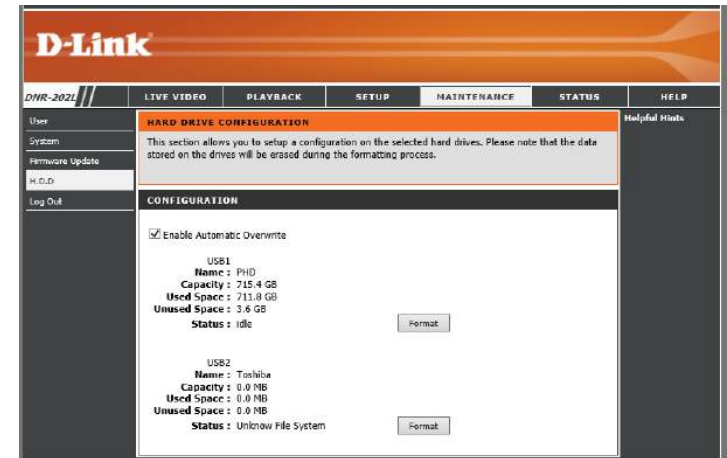 D-Link
DNR-202L
LIVE VIDEO
PLAYBACK
SETUP
MAINTENANCE
STATUS
HELP
User
System
Firmware Update
H.D.D
Log Out
HARD DRIVE CONFIGURATION
This section allows you to setup a configuration on the selected hard drives. Please note that the data
stored on the drives will be erased during the formatting process.
Helpful Hints
CONFIGURATION
Enable Automatic Overwrite
USB1
Name : PHD
Capacity : 715.4 GB
Used Space : 711.8 GB
Unused Space : 3.6 GB
Status : Idle
Format
USB2
Name : Toshiba
Capacity : 0.0 MB
Used Space : 0.0 MB
Unused Space : 0.0 MB
Status : Unknow File System
Format